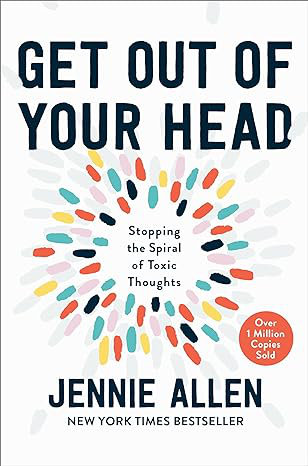 GET OUT OF
YOUR HEAD
Stopping
the Spiral
of Toxic
Thoughts
Over
1 Million
Copies
Sold
JENNIE ALLEN
NEW YORK TIMES BESTSELLER